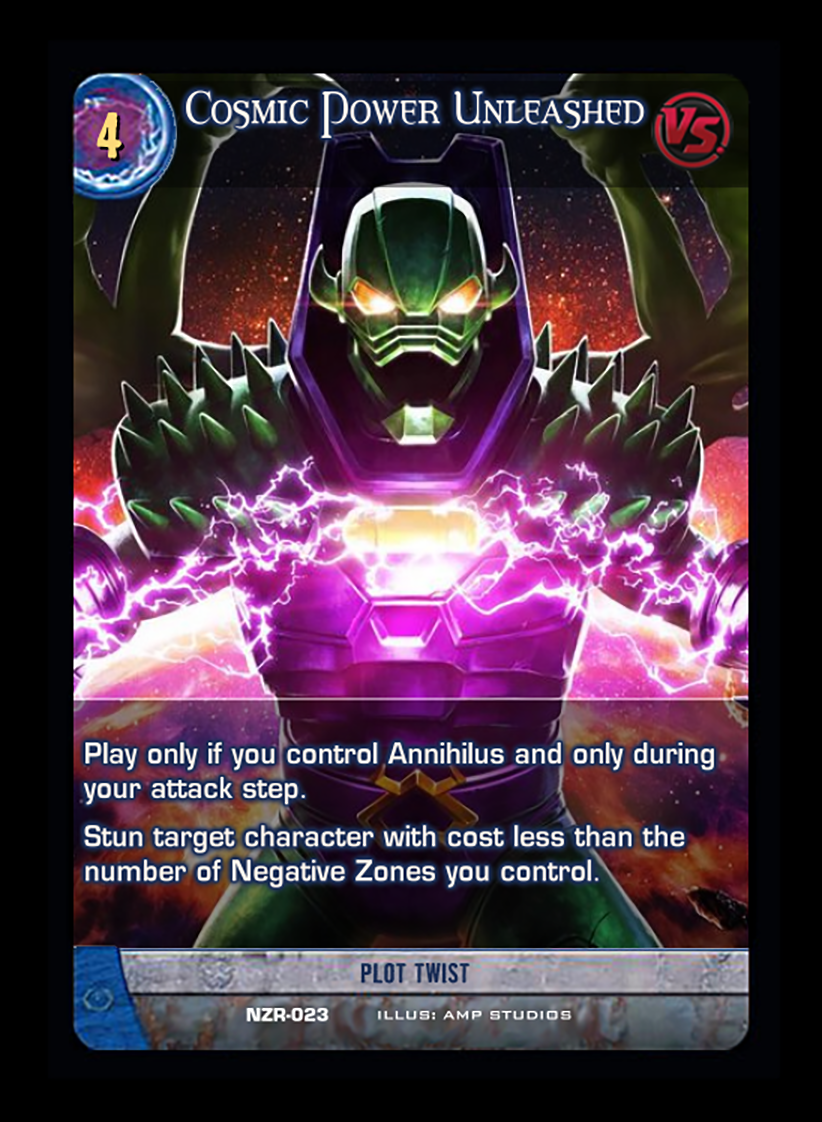 4
Cosmic Power Unleashed
VS
Play only if you control Annihilus and only during
your attack step.
Stun target character with cost less than the
number of Negative Zones you control.
PLOT TWIST
NZR-023 ILLUS: AMP STUDIOS